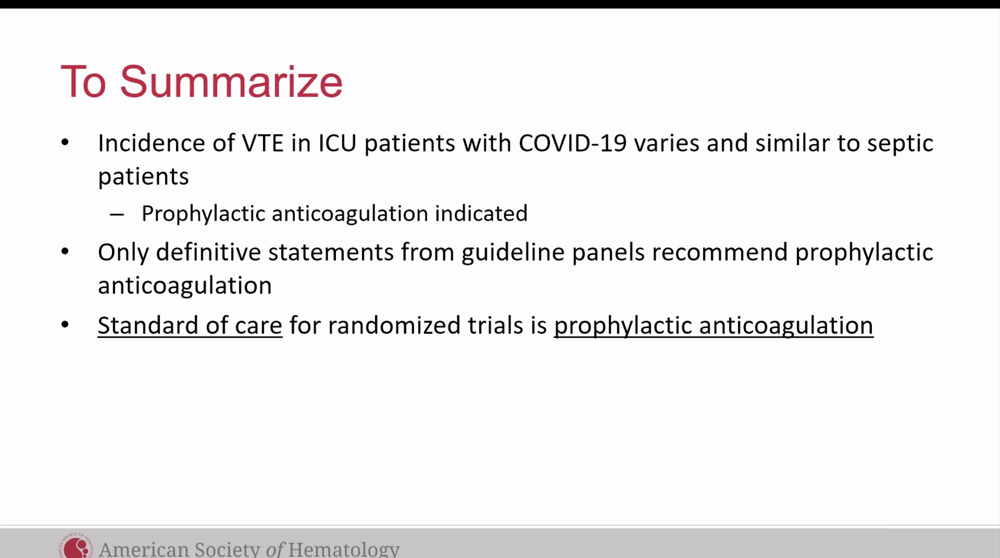 To Summarize
• Incidence of VTE in ICU patients with COVID-19 varies and similar to septic
patients
– Prophylactic anticoagulation indicated
• Only definitive statements from guideline panels recommend prophylactic
anticoagulation
• Standard of care for randomized trials is prophylactic anticoagulation
American Society of Hematology